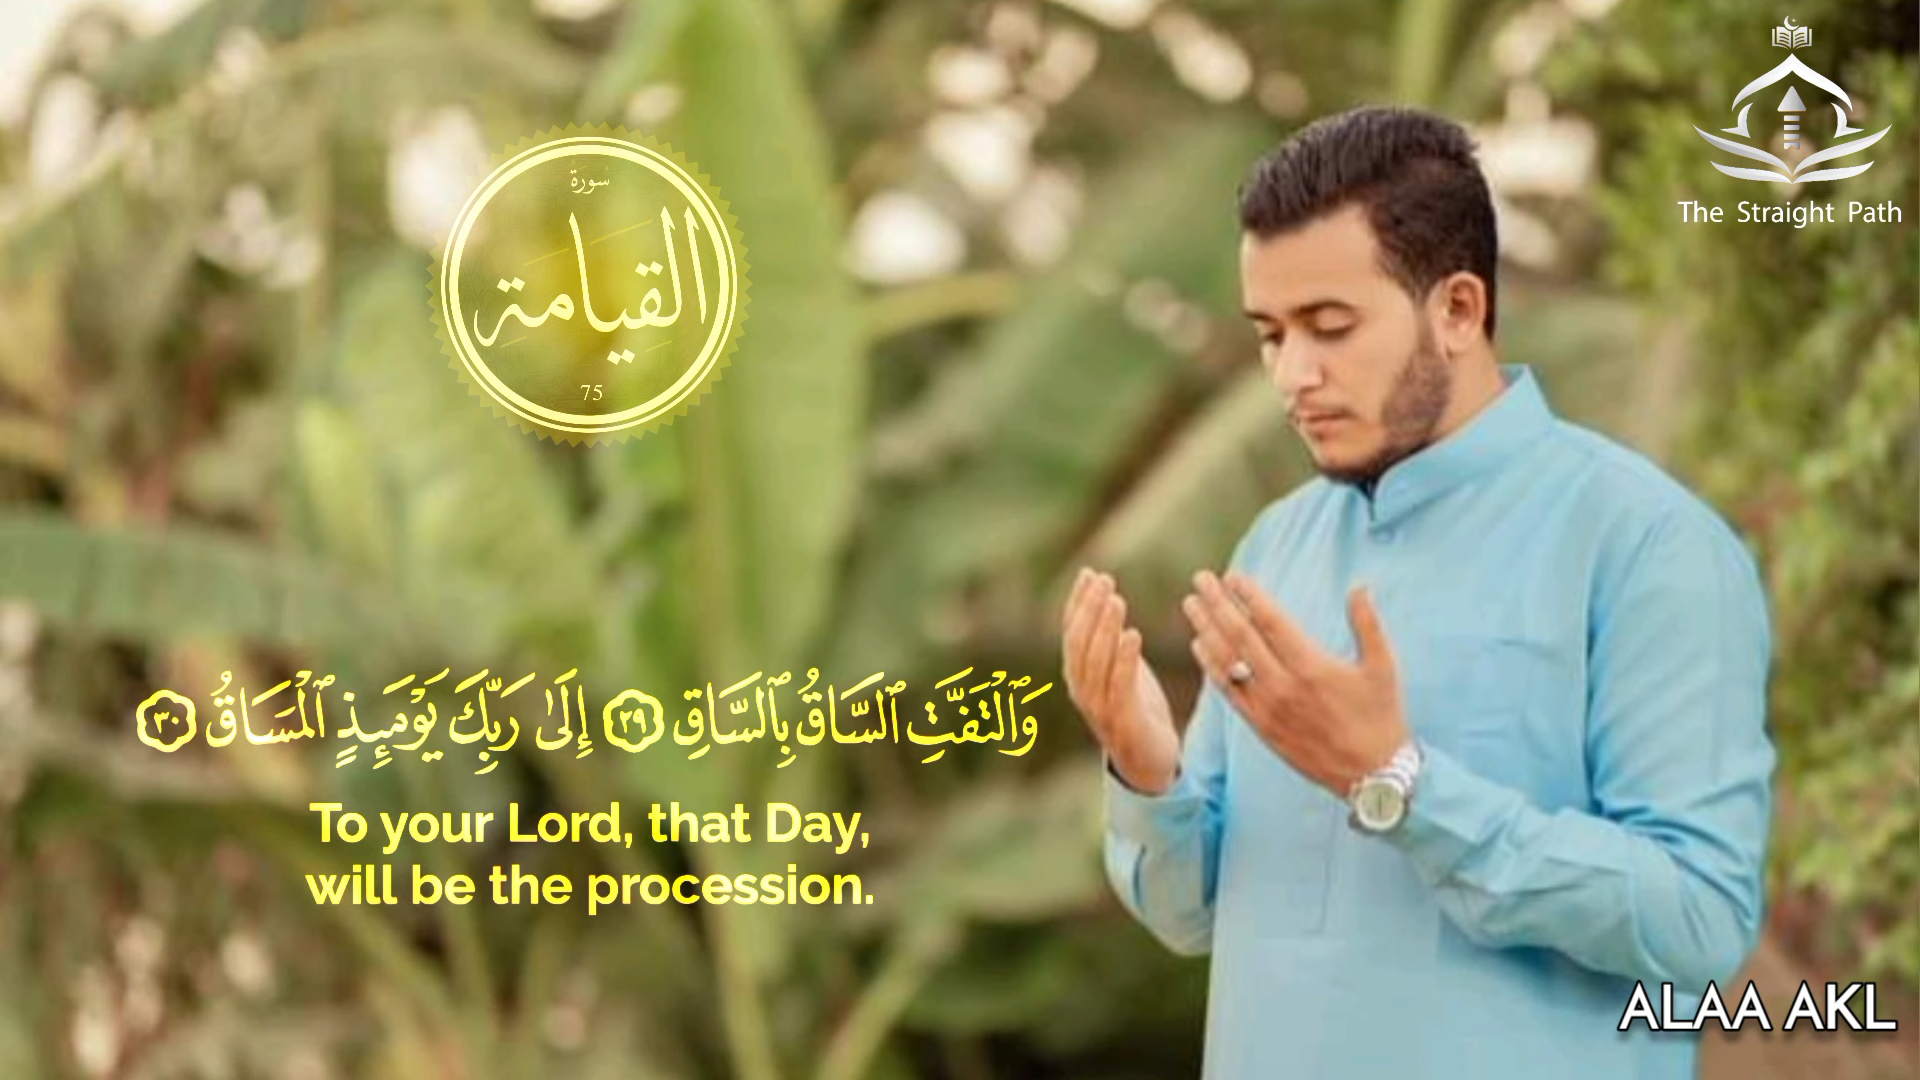 سورة
القيامة
75
The Straight Path
وَٱلْتَفَّتِ ٱلسَّاقُ بِٱلسَّاقِ ٢٩ إِلَىٰ رَبِّكَ يَوْمَئِذٍ ٱلْمَسَاقُ ٣٠
To your Lord, that Day,
will be the procession.
ALAA AKL